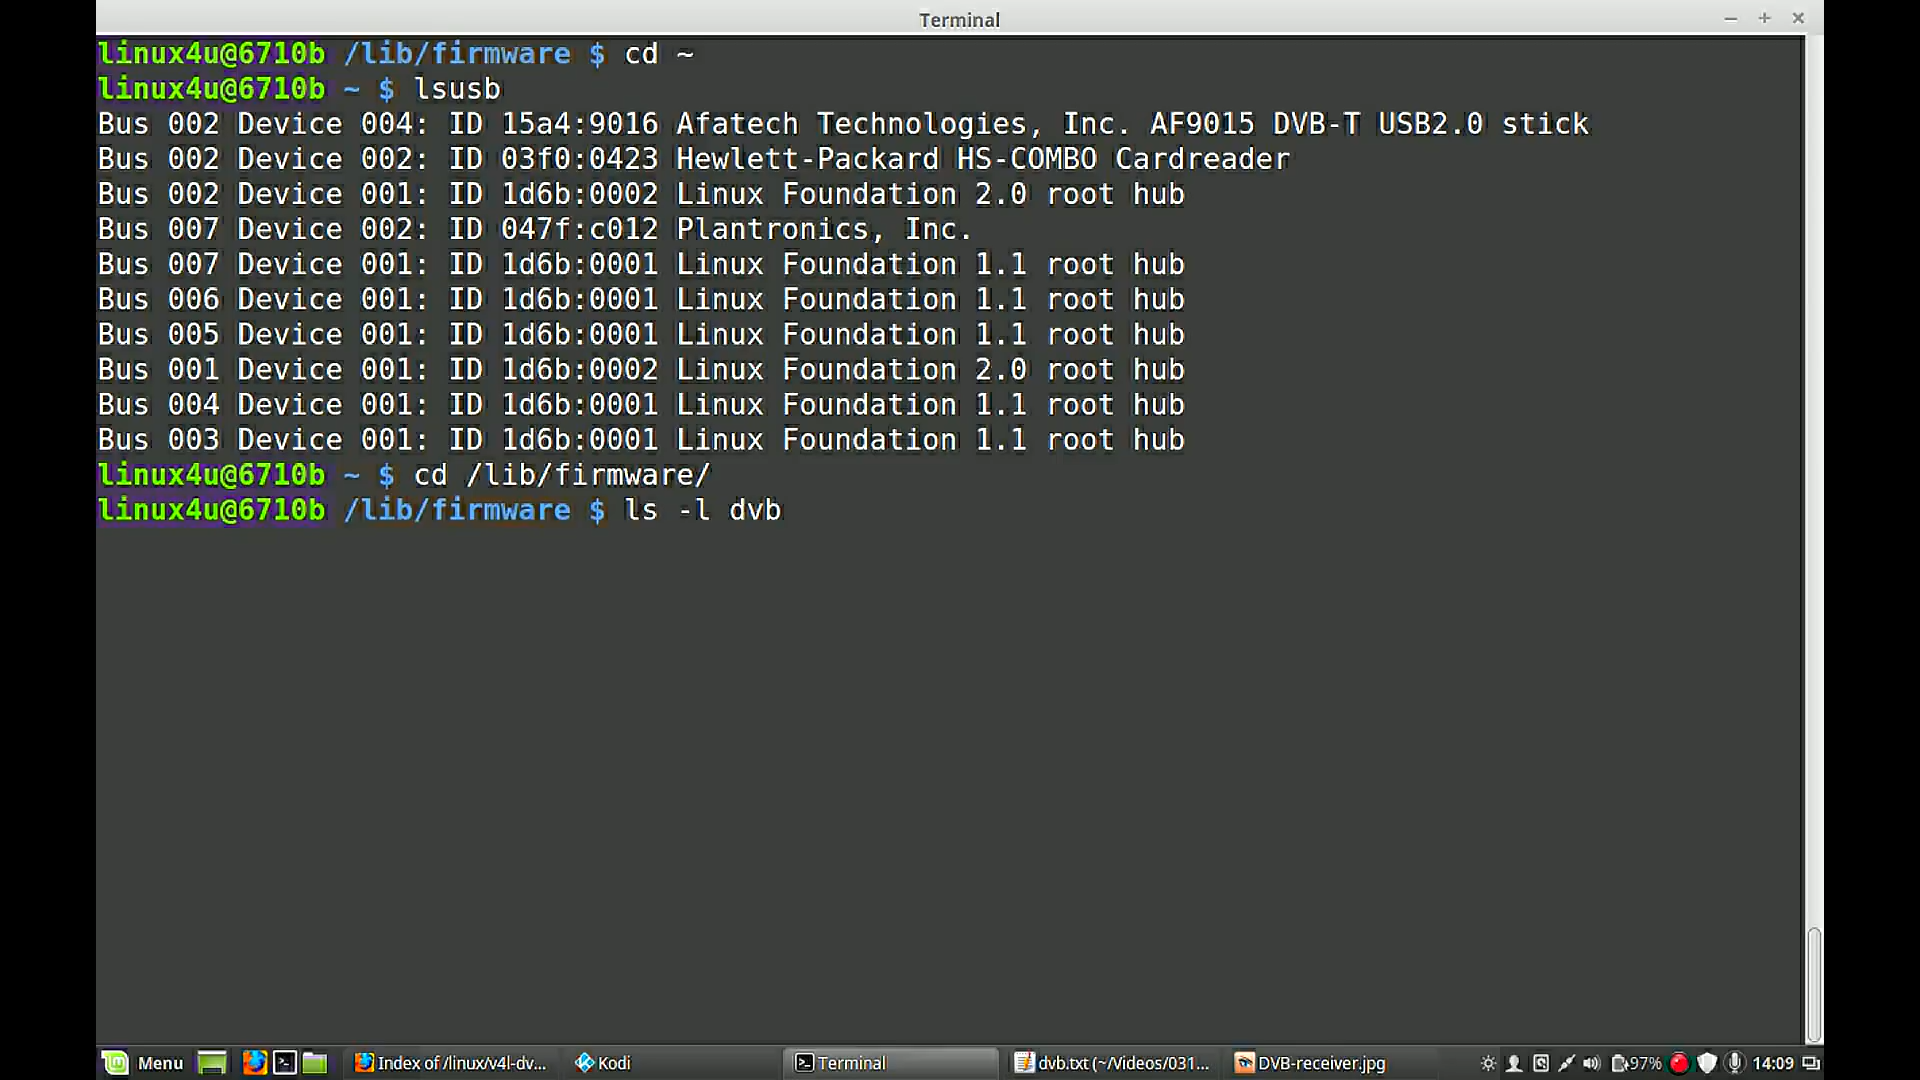 Terminal
linux4u@6710b /lib/firmware $ cd ~
linux4u@6710b ~ $ lsusb
Bus 002 Device 004: ID 15a4:9016 Afatech Technologies, Inc. AF9015 DVB-T USB2.0 stick
Bus 002 Device 002: ID 03f0:0423 Hewlett-Packard HS-COMBO Cardreader
Bus 002 Device 001: ID 1d6b:0002 Linux Foundation 2.0 root hub
Bus 007 Device 002: ID 047f:c012 Plantronics, Inc.
Bus 007 Device 001: ID 1d6b:0001 Linux Foundation 1.1 root hub
Bus 006 Device 001: ID 1d6b:0001 Linux Foundation 1.1 root hub
Bus 005 Device 001: ID 1d6b:0001 Linux Foundation 1.1 root hub
Bus 001 Device 001: ID 1d6b:0002 Linux Foundation 2.0 root hub
Bus 004 Device 001: ID 1d6b:0001 Linux Foundation 1.1 root hub
Bus 003 Device 001: ID 1d6b:0001 Linux Foundation 1.1 root hub
linux4u@6710b ~ $ cd /lib/firmware/
linux4u@6710b /lib/firmware $ ls -l dvb
Menu Index of /linux/v4l-dv... Kodi Terminal dvb.txt (~/Videos/031... DVB-receiver.jpg 97% 14:09